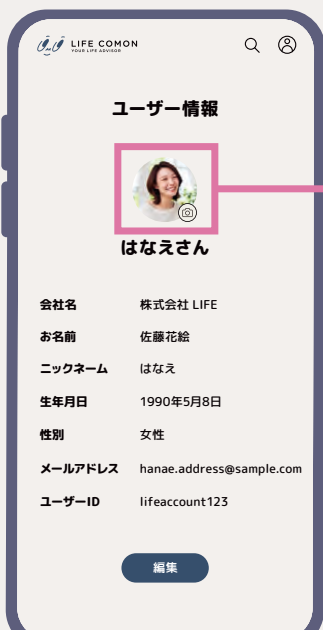 LIFE COMON
YOUR LIFE ADVISOR
ユーザー情報
はなえさん
会社名 株式会社 LIFE
お名前 佐藤花絵
ニックネーム はなえ
生年月日 1990年5月8日
性別 女性
メールアドレス hanae.address@sample.com
ユーザーID lifeaccount123
編集